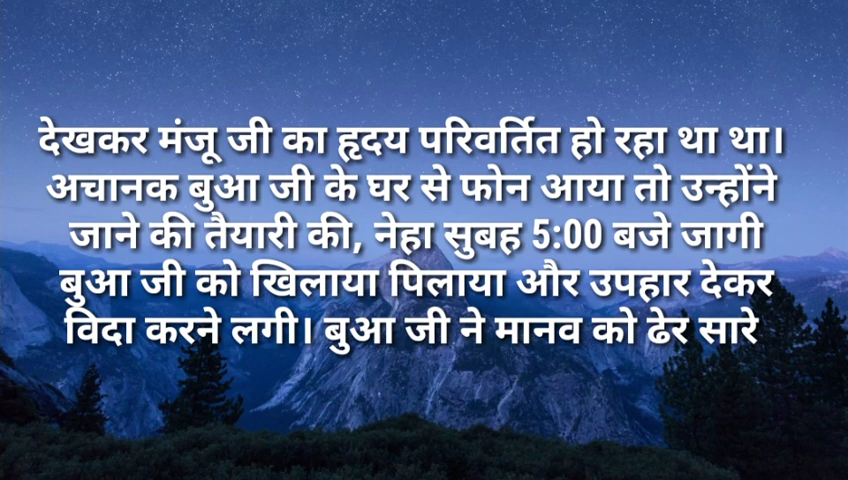 देखकर मंजू जी का हृदय परिवर्तित हो रहा था था।
अचानक बुआ जी के घर से फोन आया तो उन्होंने
जाने की तैयारी की, नेहा सुबह 5:00 बजे जागी
बुआ जी को खिलाया पिलाया और उपहार देकर
विदा करने लगी। बुआ जी ने मानव को ढेर सारे